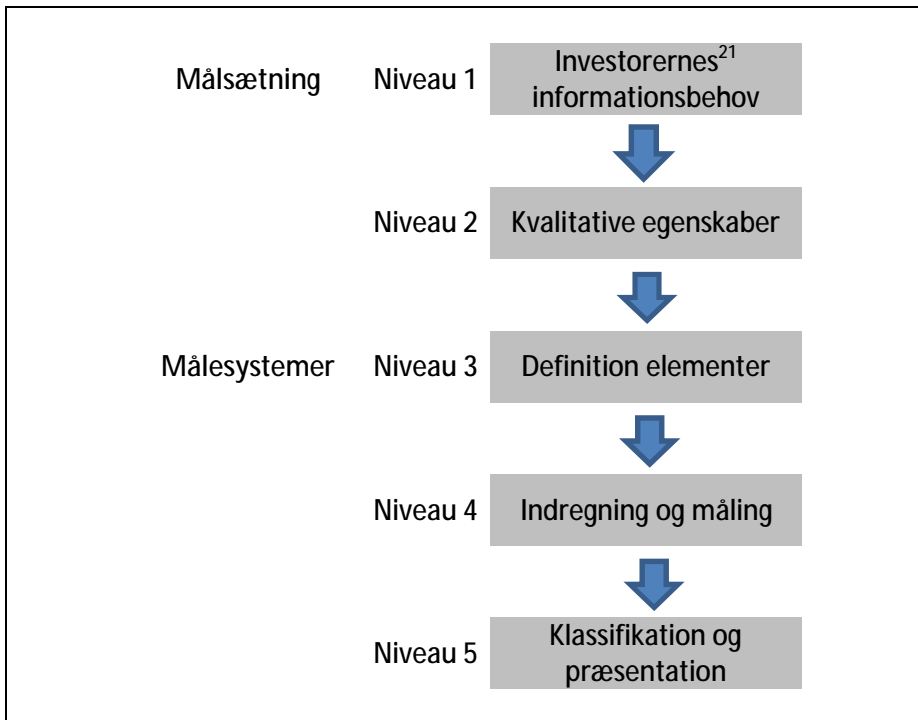 Målsætning Niveau 1 Investorernes21 informationsbehov
Niveau 2 Kvalitative egenskaber
Målesystemer Niveau 3 Definition elementer
Niveau 4 Indregning og måling
Niveau 5 Klassifikation og præsentation